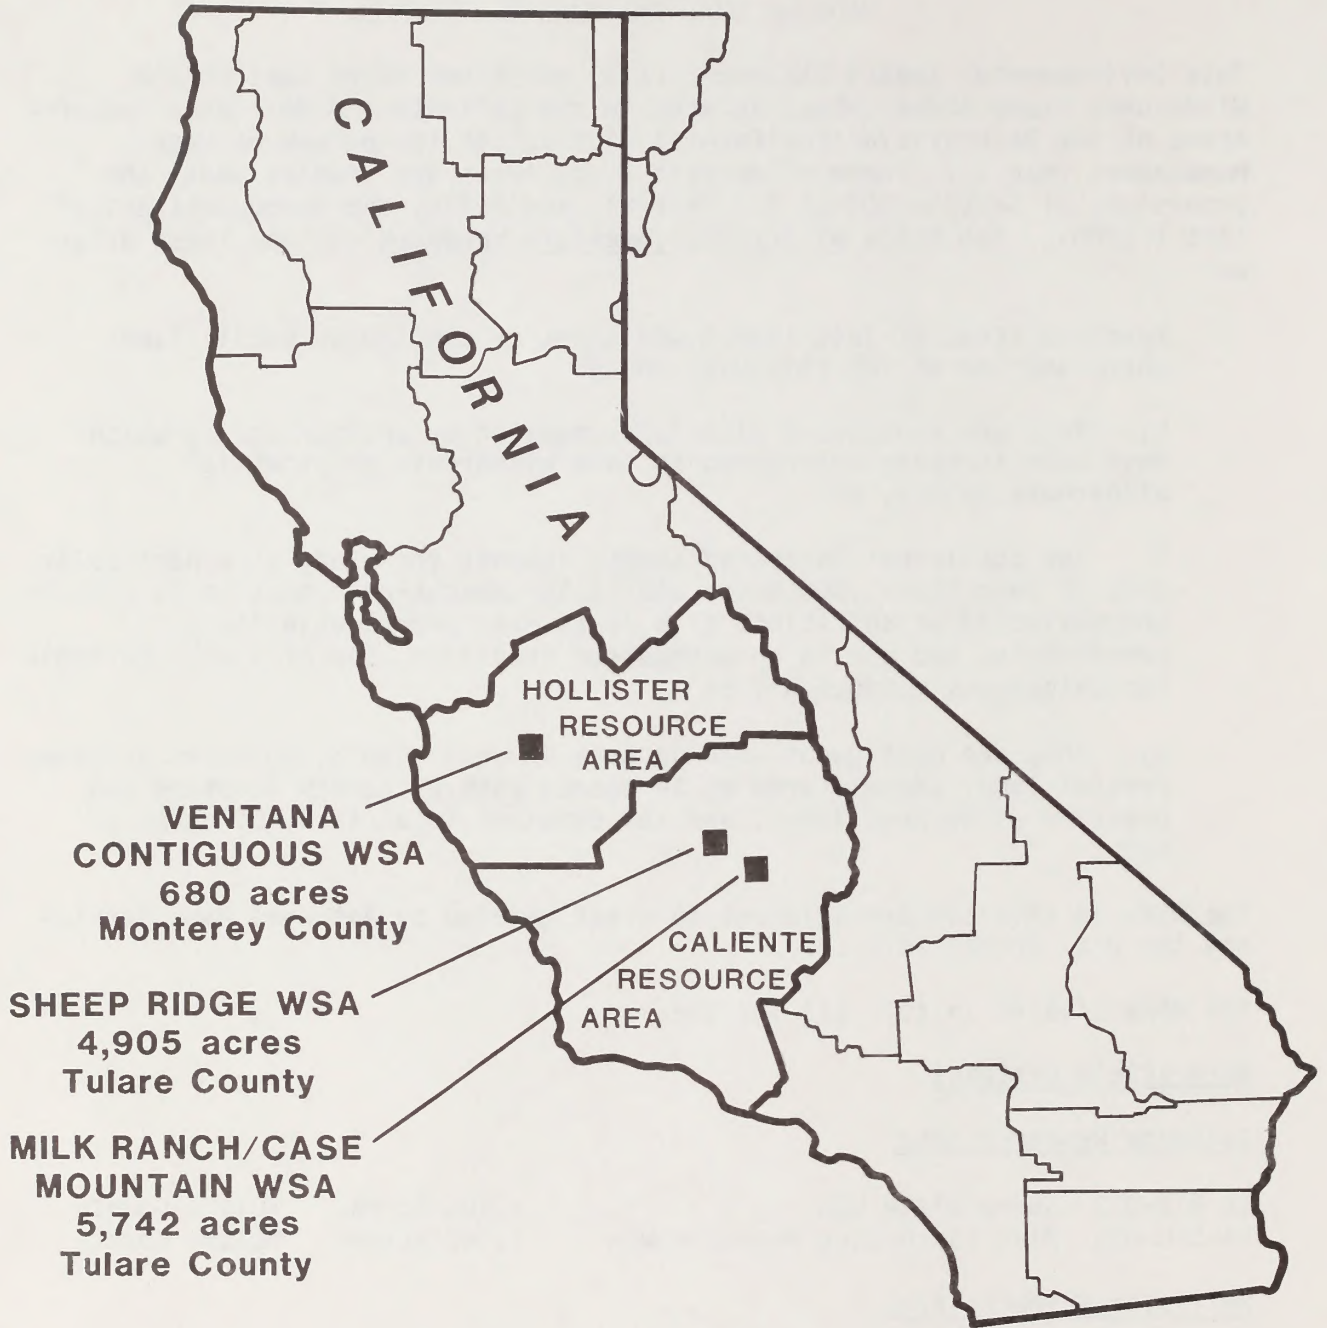 CALIFORNIA
HOLLISTER
RESOURCE
AREA
VENTANA
CONTIGUOUS WSA
680 acres
Monterey County
CALIENTE
RESOURCE
AREA
SHEEP RIDGE WSA
4,905 acres
Tulare County
MILK RANCH/CASE
MOUNTAIN WSA
5,742 acres
Tulare County